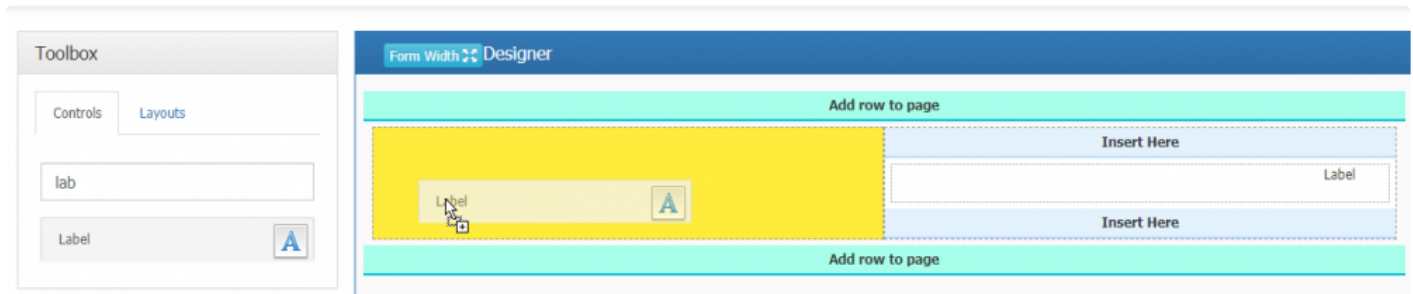 Toolbox
Form Width Designer
Controls Layouts
Add row to page
Insert Here
lab
Label
Label
Insert Here
Label
Add row to page